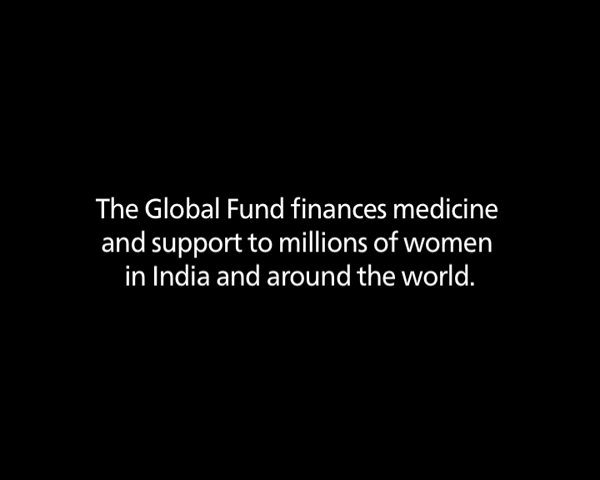 The Global Fund finances medicine
and support to millions of women
in India and around the world.